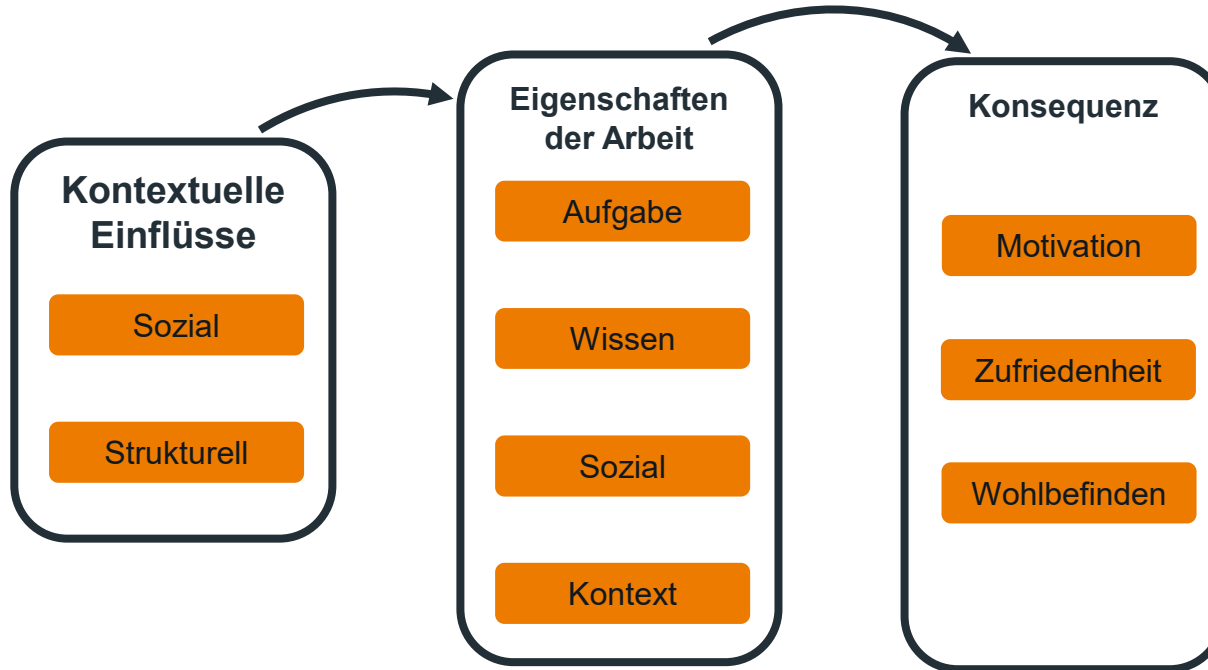 Kontextuelle
Einflüsse
Sozial
Strukturell
Eigenschaften
der Arbeit
Aufgabe
Wissen
Sozial
Kontext
Konsequenz
Motivation
Zufriedenheit
Wohlbefinden